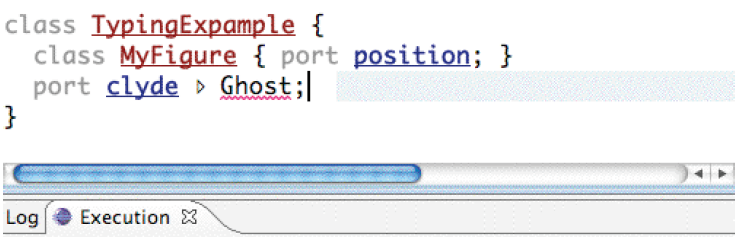 class TypingExpample {
class MyFigure { port position; }
port clyde ▹ Ghost;
}
Log Execution